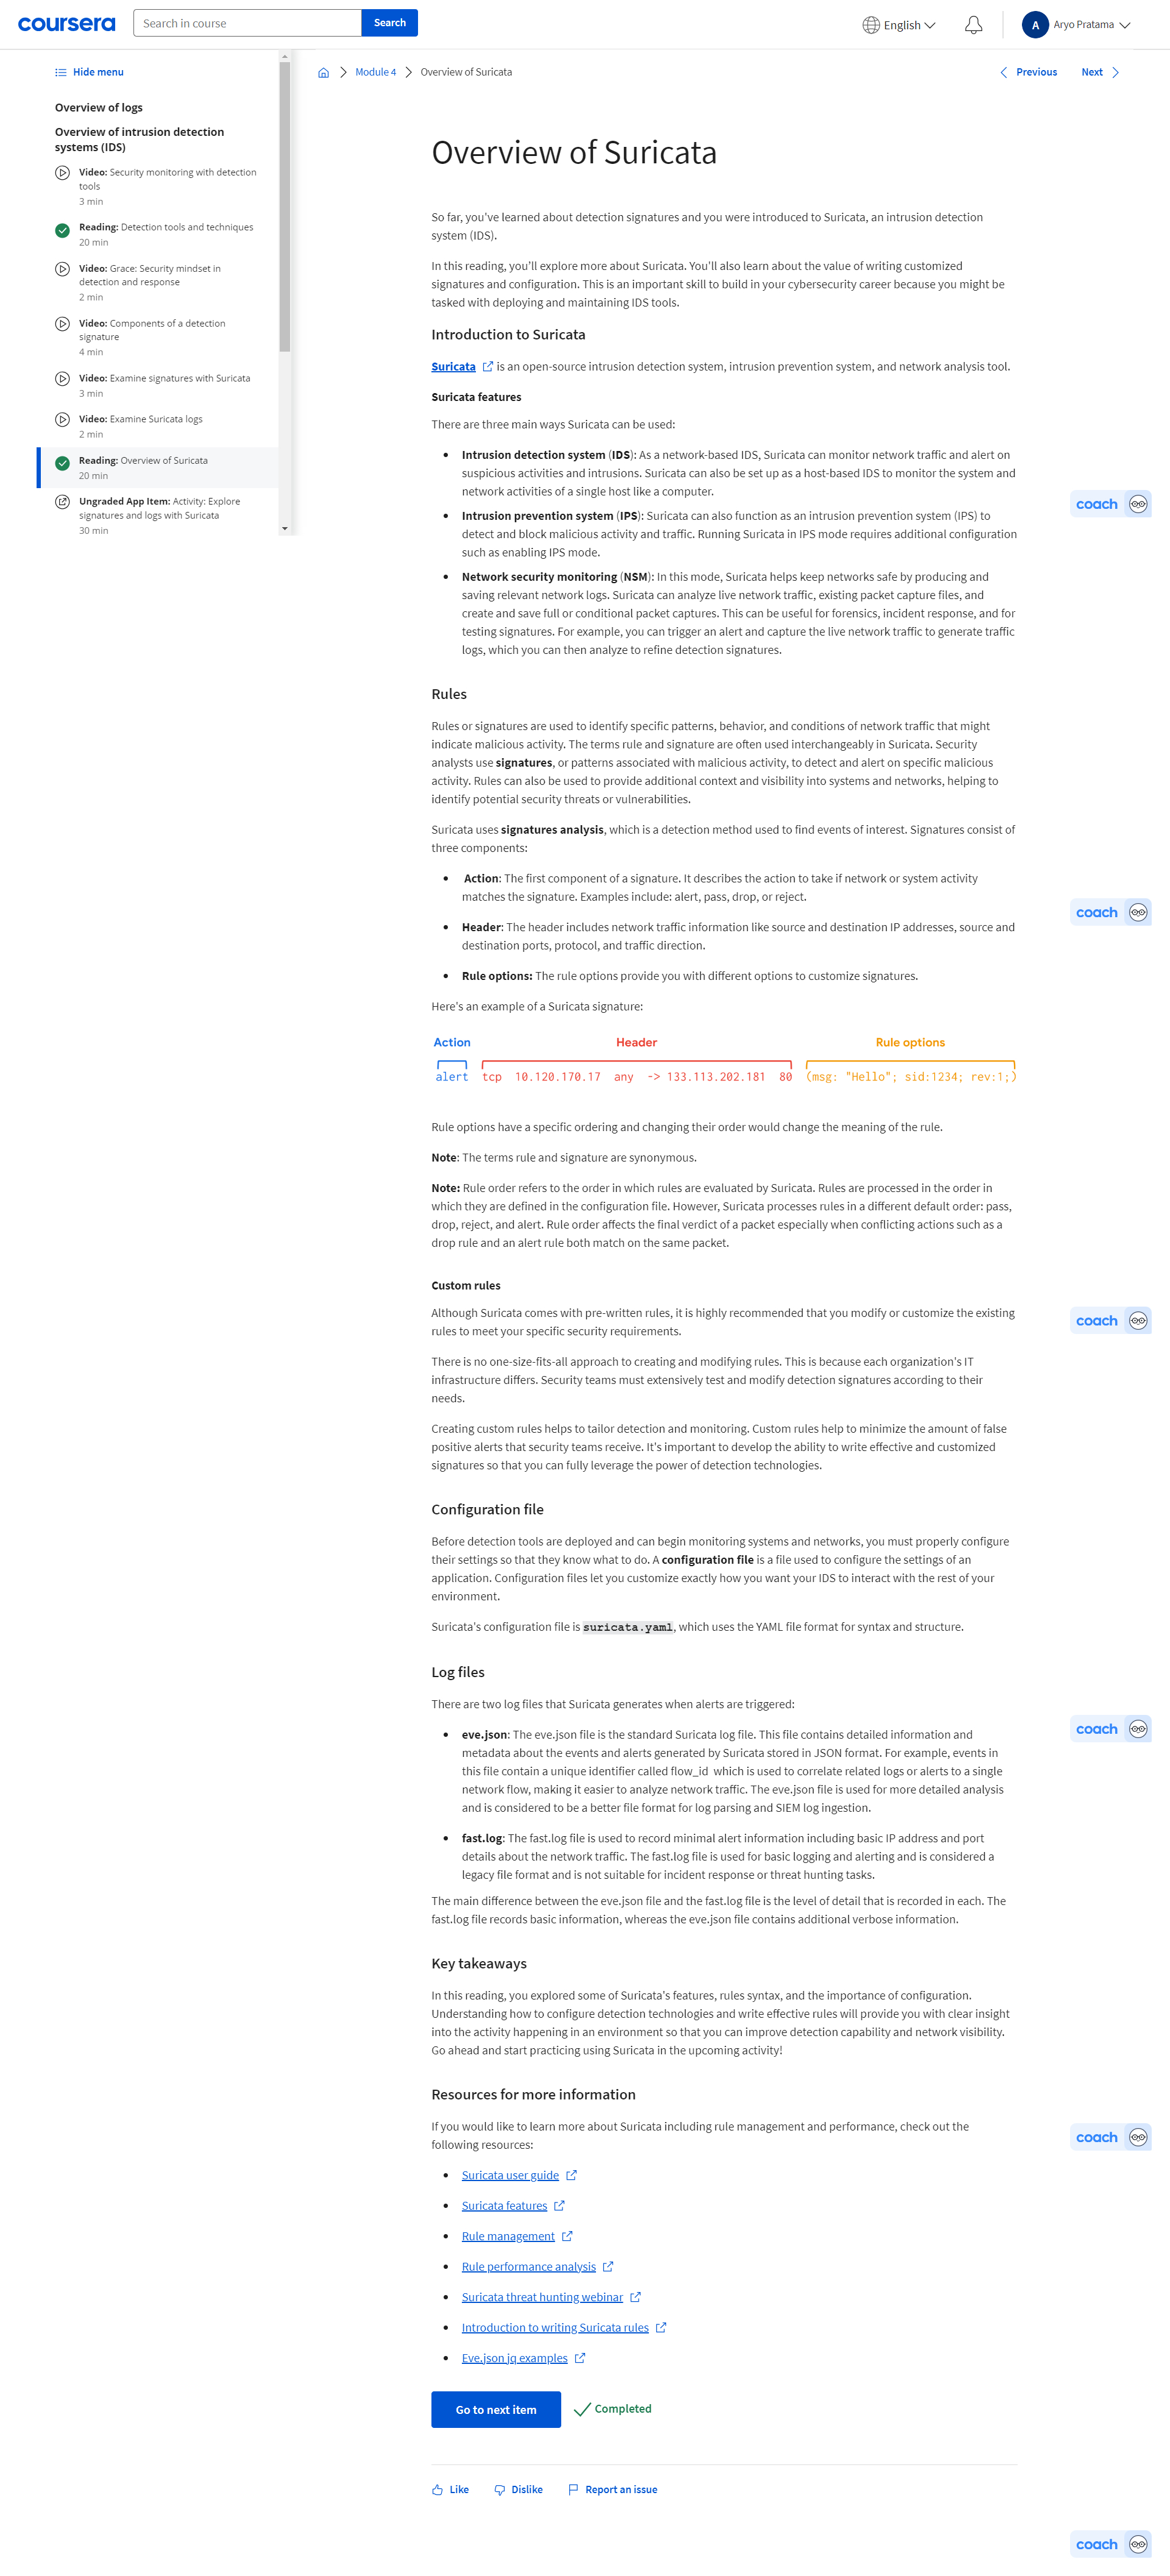 coursera
Search in course
Search
English
A
Aryo Pratama
Hide menu
Overview of logs
Overview of intrusion detection
systems (IDS)
Video: Security monitoring with detection
tools
3 min
Reading: Detection tools and techniques
20 min
Video: Grace: Security mindset in
detection and response
2 min
Video: Components of a detection
signature
4 min
Video: Examine signatures with Suricata
3 min
Video: Examine Suricata logs
2 min
Reading: Overview of Suricata
20 min
Ungraded App Item: Activity: Explore
signatures and logs with Suricata
30 min
Module 4
Overview of Suricata
Previous
Next
Overview of Suricata
So far, you've learned about detection signatures and you were introduced to Suricata, an intrusion detection
system (IDS).
In this reading, you'll explore more about Suricata. You'll also learn about the value of writing customized
signatures and configuration. This is an important skill to build in your cybersecurity career because you might be
tasked with deploying and maintaining IDS tools.
Introduction to Suricata
Suricata is an open-source intrusion detection system, intrusion prevention system, and network analysis tool.
Suricata features
There are three main ways Suricata can be used:
• Intrusion detection system (IDS): As a network-based IDS, Suricata can monitor network traffic and alert on
suspicious activities and intrusions. Suricata can also be set up as a host-based IDS to monitor the system and
network activities of a single host like a computer.
coach
• Intrusion prevention system (IPS): Suricata can also function as an intrusion prevention system (IPS) to
detect and block malicious activity and traffic. Running Suricata in IPS mode requires additional configuration
such as enabling IPS mode.
• Network security monitoring (NSM): In this mode, Suricata helps keep networks safe by producing and
saving relevant network logs. Suricata can analyze live network traffic, existing packet capture files, and
create and save full or conditional packet captures. This can be useful for forensics, incident response, and for
testing signatures. For example, you can trigger an alert and capture the live network traffic to generate traffic
logs, which you can then analyze to refine detection signatures.
Rules
Rules or signatures are used to identify specific patterns, behavior, and conditions of network traffic that might
indicate malicious activity. The terms rule and signature are often used interchangeably in Suricata. Security
analysts use signatures, or patterns associated with malicious activity, to detect and alert on specific malicious
activity. Rules can also be used to provide additional context and visibility into systems and networks, helping to
identify potential security threats or vulnerabilities.
Suricata uses signatures analysis, which is a detection method used to find events of interest. Signatures consist of
three components:
• Action: The first component of a signature. It describes the action to take if network or system activity
matches the signature. Examples include: alert, pass, drop, or reject.
coach
• Header: The header includes network traffic information like source and destination IP addresses, source and
destination ports, protocol, and traffic direction.
• Rule options: The rule options provide you with different options to customize signatures.
Here's an example of a Suricata signature:
Action Header Rule options
alert tcp 10.120.170.17 any -> 133.113.202.181 80 (msg: "Hello"; sid:1234; rev:1;)
Rule options have a specific ordering and changing their order would change the meaning of the rule.
Note: The terms rule and signature are synonymous.
Note: Rule order refers to the order in which rules are evaluated by Suricata. Rules are processed in the order in
which they are defined in the configuration file. However, Suricata processes rules in a different default order: pass,
drop, reject, and alert. Rule order affects the final verdict of a packet especially when conflicting actions such as a
drop rule and an alert rule both match on the same packet.
Custom rules
Although Suricata comes with pre-written rules, it is highly recommended that you modify or customize the existing
rules to meet your specific security requirements.
coach
There is no one-size-fits-all approach to creating and modifying rules. This is because each organization's IT
infrastructure differs. Security teams must extensively test and modify detection signatures according to their
needs.
Creating custom rules helps to tailor detection and monitoring. Custom rules help to minimize the amount of false
positive alerts that security teams receive. It's important to develop the ability to write effective and customized
signatures so that you can fully leverage the power of detection technologies.
Configuration file
Before detection tools are deployed and can begin monitoring systems and networks, you must properly configure
their settings so that they know what to do. A configuration file is a file used to configure the settings of an
application. Configuration files let you customize exactly how you want your IDS to interact with the rest of your
environment.
Suricata's configuration file is suricata.yaml, which uses the YAML file format for syntax and structure.
Log files
There are two log files that Suricata generates when alerts are triggered:
• eve.json: The eve.json file is the standard Suricata log file. This file contains detailed information and
metadata about the events and alerts generated by Suricata stored in JSON format. For example, events in
this file contain a unique identifier called flow_id which is used to correlate related logs or alerts to a single
network flow, making it easier to analyze network traffic. The eve.json file is used for more detailed analysis
and is considered to be a better file format for log parsing and SIEM log ingestion.
coach
• fast.log: The fast.log file is used to record minimal alert information including basic IP address and port
details about the network traffic. The fast.log file is used for basic logging and alerting and is considered a
legacy file format and is not suitable for incident response or threat hunting tasks.
The main difference between the eve.json file and the fast.log file is the level of detail that is recorded in each. The
fast.log file records basic information, whereas the eve.json file contains additional verbose information.
Key takeaways
In this reading, you explored some of Suricata's features, rules syntax, and the importance of configuration.
Understanding how to configure detection technologies and write effective rules will provide you with clear insight
into the activity happening in an environment so that you can improve detection capability and network visibility.
Go ahead and start practicing using Suricata in the upcoming activity!
Resources for more information
If you would like to learn more about Suricata including rule management and performance, check out the
following resources:
coach
• Suricata user guide
• Suricata features
• Rule management
• Rule performance analysis
• Suricata threat hunting webinar
• Introduction to writing Suricata rules
• Eve.json jq examples
Go to next item
Completed
Like
Dislike
Report an issue
coach